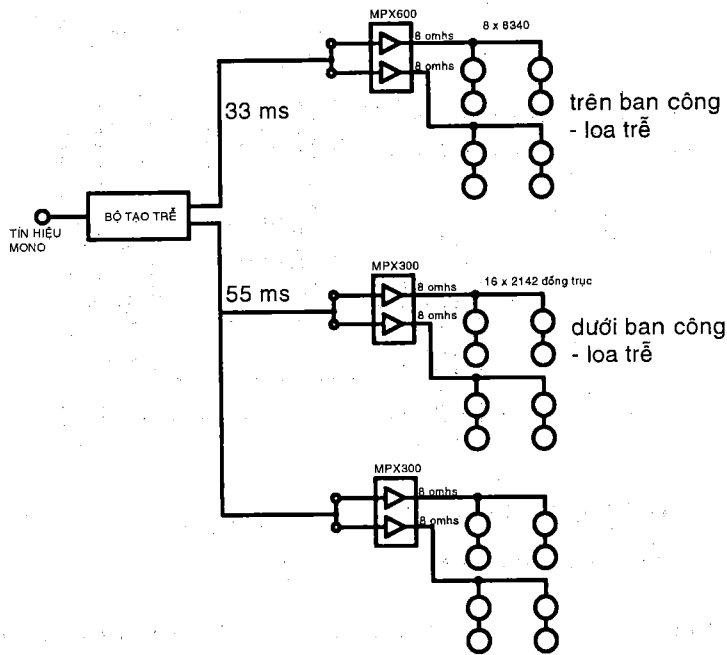 MPX600
8 omhs
8 x 8340
8 omhs
33 ms
trên ban công
- loa trễ
BỘ TẠO TRỄ
TÍN HIỆU
MONO
MPX300
8 omhs
16 x 2142 đồng trục
55 ms
8 omhs
dưới ban công
- loa trễ
MPX300
8 omhs
8 omhs